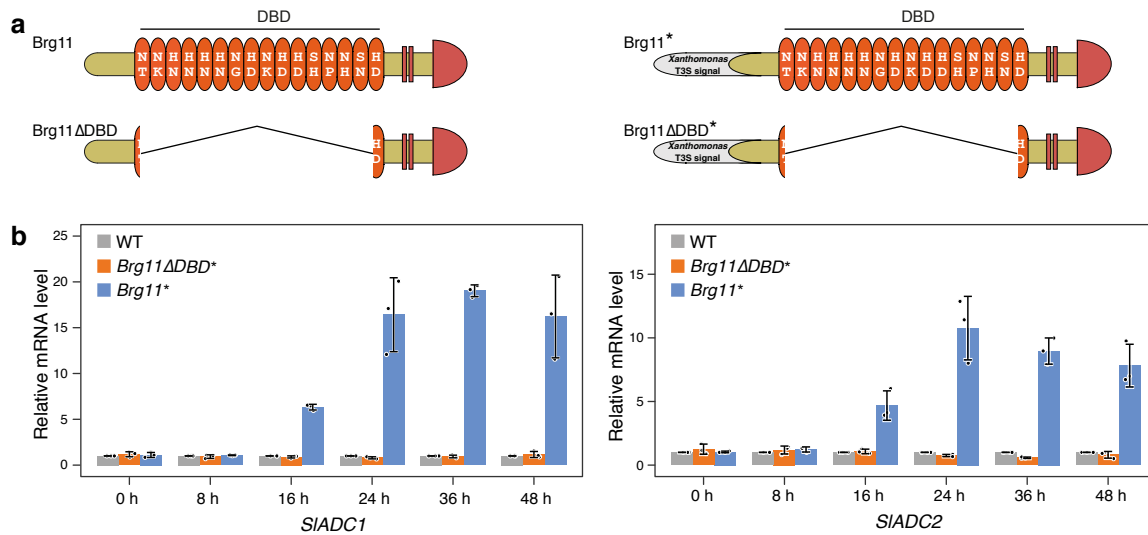 a
DBD
Brg11
N N H H H H N H N H H S N H S H
T K N N N N G D K D D H P N N D
Brg11ΔDBD
H
D
DBD
Brg11*
Xanthomonas
T3S signal
N N H H H H N H N H H S N H S H
T K N N N N G D K D D H P N N D
Brg11ΔDBD*
Xanthomonas
T3S signal
H
D
b
Relative mRNA level
25
20
15
10
5
0
WT
Brg11ΔDBD*
Brg11*
0 h 8 h 16 h 24 h 36 h 48 h
SlADC1
Relative mRNA level
15
10
5
0
WT
Brg11ΔDBD*
Brg11*
0 h 8 h 16 h 24 h 36 h 48 h
SlADC2